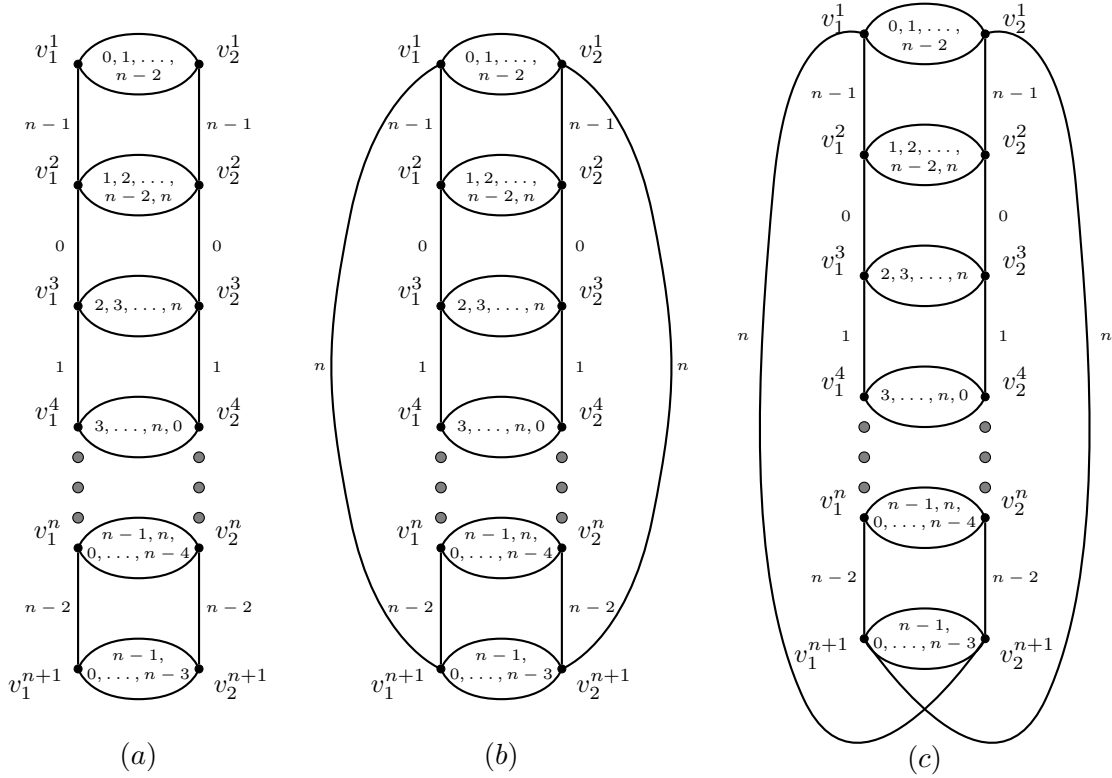 v_1^1 0, 1, . . . , v_2^1
n − 2
n−1 n−1
v_1^2 1, 2, . . . , v_2^2
n − 2, n
0 0
v_1^3 2, 3, . . . , n v_2^3
1 1
v_1^4 3, . . . , n, 0 v_2^4
v_1^n n − 1, n, v_2^n
0, . . . , n − 4
n − 2 n − 2
v_1^{n+1} n − 1, v_2^{n+1}
0, . . . , n − 3
(a)
v_1^1 0, 1, . . . , v_2^1
n − 2
n−1 n−1
v_1^2 1, 2, . . . , v_2^2
n − 2, n
0 0
v_1^3 2, 3, . . . , n v_2^3
n 1 1 n
v_1^4 3, . . . , n, 0 v_2^4
v_1^n n − 1, n, v_2^n
0, . . . , n − 4
n − 2 n − 2
v_1^{n+1} n − 1, v_2^{n+1}
0, . . . , n − 3
(b)
v_1^1 0, 1, . . . , v_2^1
n − 2
n−1 n−1
v_1^2 1, 2, . . . , v_2^2
n − 2, n
0 0
v_1^3 2, 3, . . . , n v_2^3
n 1 1 n
v_1^4 3, . . . , n, 0 v_2^4
v_1^n n − 1, n, v_2^n
0, . . . , n − 4
n − 2 n − 2
v_1^{n+1} n − 1, v_2^{n+1}
0, . . . , n − 3
(c)